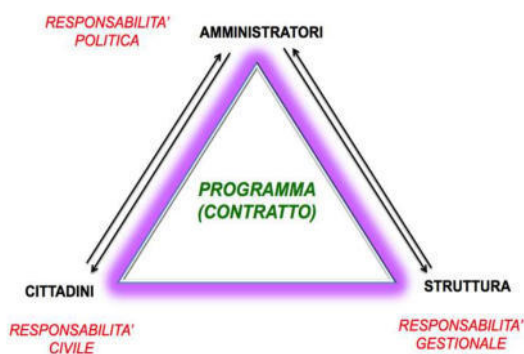 RESPONSABILITA'
POLITICA
AMMINISTRATORI
PROGRAMMA
(CONTRATTO)
CITTADINI
STRUTTURA
RESPONSABILITA'
CIVILE
RESPONSABILITA'
GESTIONALE